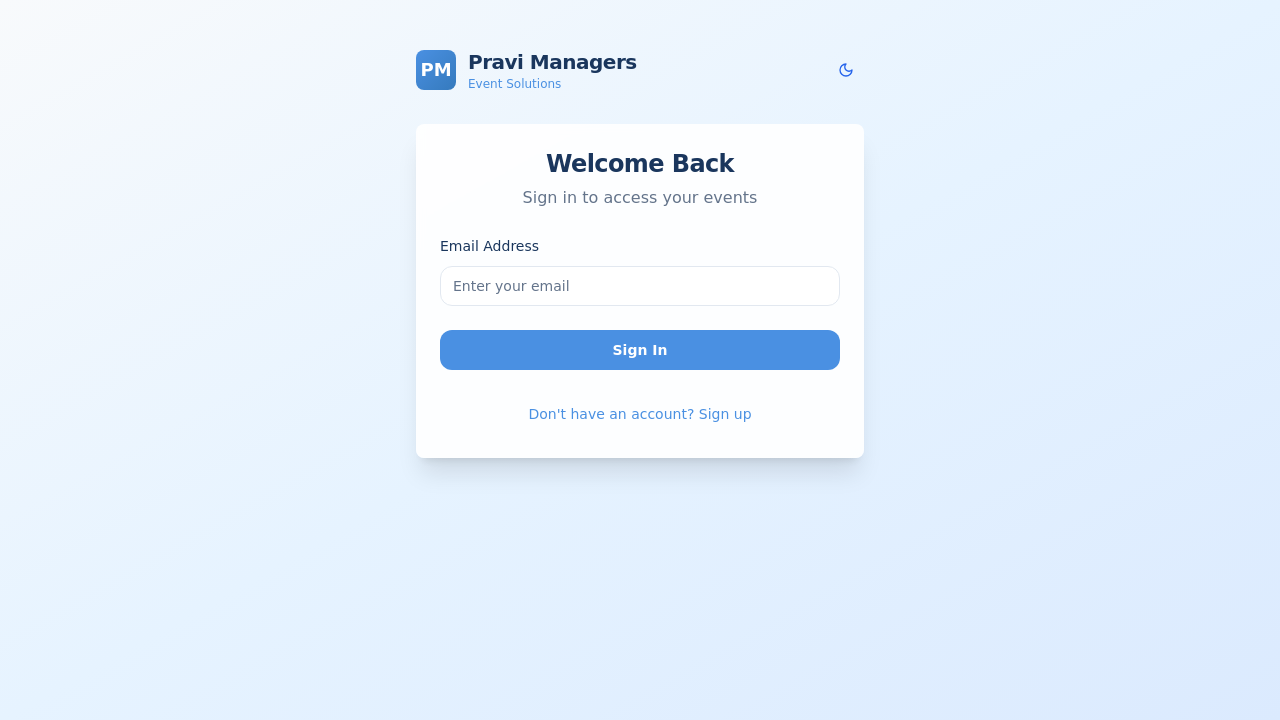 PM
Pravi Managers
Event Solutions
Welcome Back
Sign in to access your events
Email Address
Enter your email
Sign In
Don't have an account? Sign up